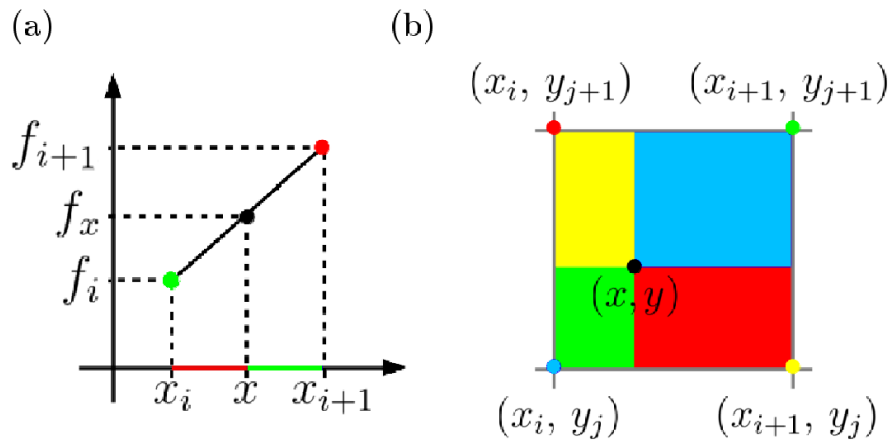 (a)
f_{i+1}
f_x
f_i
x_i x x_{i+1}
(b)
(x_i, y_{j+1}) (x_{i+1}, y_{j+1})
(x, y)
(x_i, y_j) (x_{i+1}, y_j)